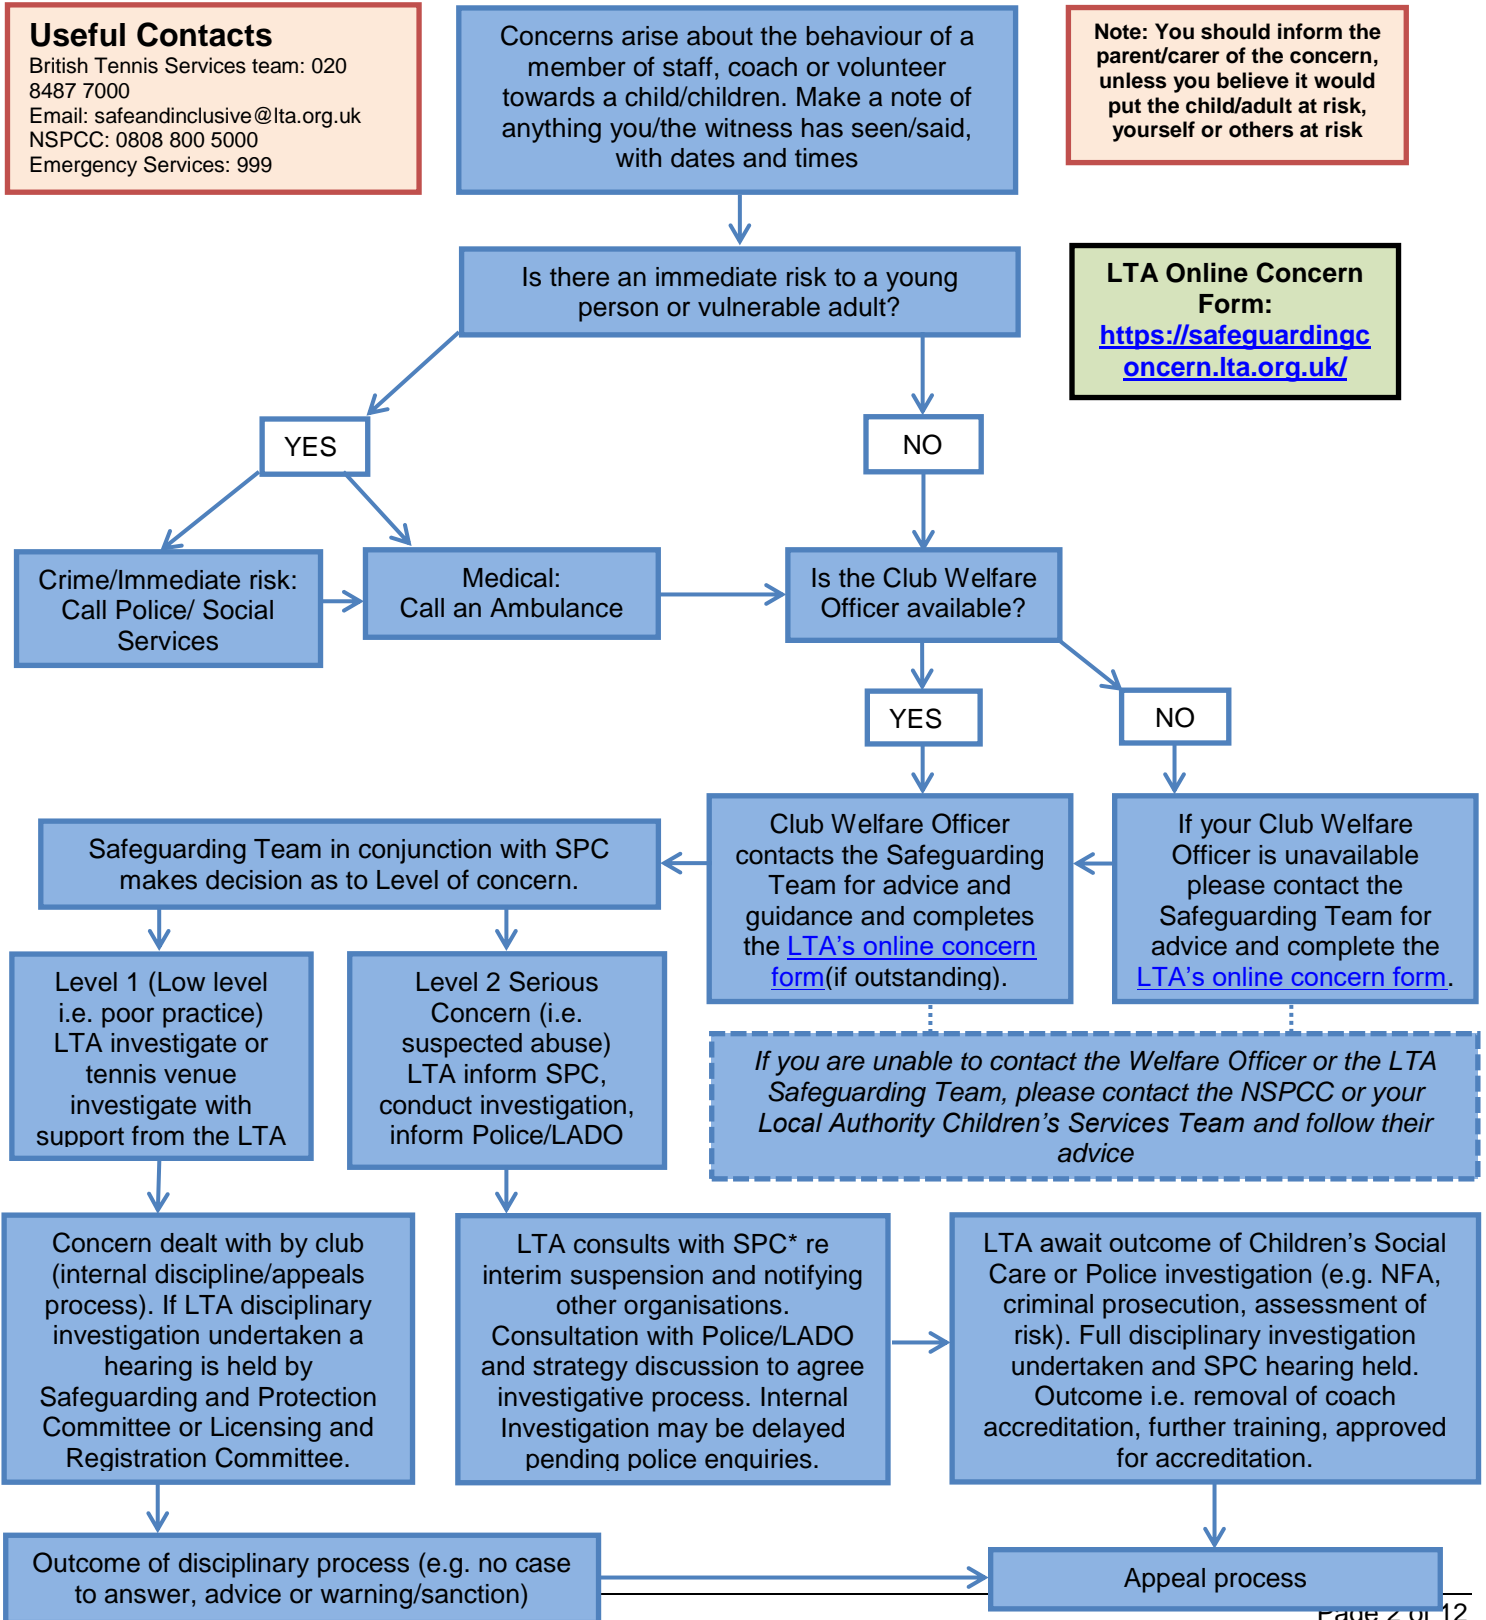 Useful Contacts
British Tennis Services team: 020
8487 7000
Email: safeandinclusive@lta.org.uk
NSPCC: 0808 800 5000
Emergency Services: 999
Concerns arise about the behaviour of a
member of staff, coach or volunteer
towards a child/children. Make a note of
anything you/the witness has seen/said,
with dates and times
Note: You should inform the
parent/carer of the concern,
unless you believe it would
put the child/adult at risk,
yourself or others at risk
Is there an immediate risk to a young
person or vulnerable adult?
LTA Online Concern
Form:
https://safeguardingc
oncern.lta.org.uk/
YES
NO
Crime/Immediate risk:
Call Police/ Social
Services
Medical:
Call an Ambulance
Is the Club Welfare
Officer available?
YES
NO
Safeguarding Team in conjunction with SPC
makes decision as to Level of concern.
Club Welfare Officer
contacts the Safeguarding
Team for advice and
guidance and completes
the LTA's online concern
form(if outstanding).
If your Club Welfare
Officer is unavailable
please contact the
Safeguarding Team for
advice and complete the
LTA's online concern form.
Level 1 (Low level
i.e. poor practice)
LTA investigate or
tennis venue
investigate with
support from the LTA
Level 2 Serious
Concern (i.e.
suspected abuse)
LTA inform SPC,
conduct investigation,
inform Police/LADO
If you are unable to contact the Welfare Officer or the LTA
Safeguarding Team, please contact the NSPCC or your
Local Authority Children's Services Team and follow their
advice
Concern dealt with by club
(internal discipline/appeals
process). If LTA disciplinary
investigation undertaken a
hearing is held by
Safeguarding and Protection
Committee or Licensing and
Registration Committee.
LTA consults with SPC* re
interim suspension and notifying
other organisations.
Consultation with Police/LADO
and strategy discussion to agree
investigative process. Internal
Investigation may be delayed
pending police enquiries.
LTA await outcome of Children's Social
Care or Police investigation (e.g. NFA,
criminal prosecution, assessment of
risk). Full disciplinary investigation
undertaken and SPC hearing held.
Outcome i.e. removal of coach
accreditation, further training, approved
for accreditation.
Outcome of disciplinary process (e.g. no case
to answer, advice or warning/sanction)
Appeal process
Page 2 of 12